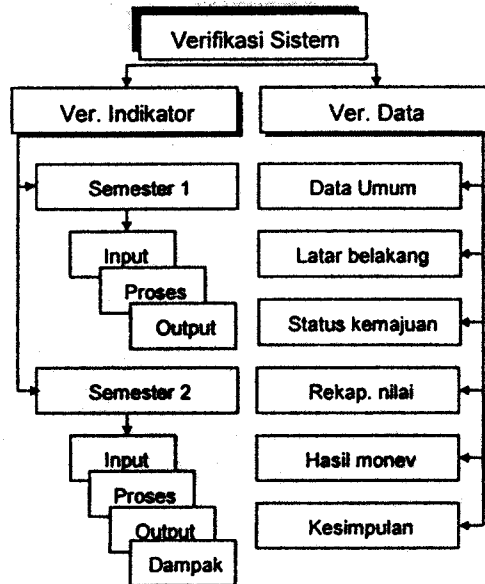 Verifikasi Sistem
Ver. Indikator
Semester 1
Input
Proses
Output
Semester 2
Input
Proses
Output
Dampak
Ver. Data
Data Umum
Latar belakang
Status kemajuan
Rekap. nilai
Hasil monev
Kesimpulan